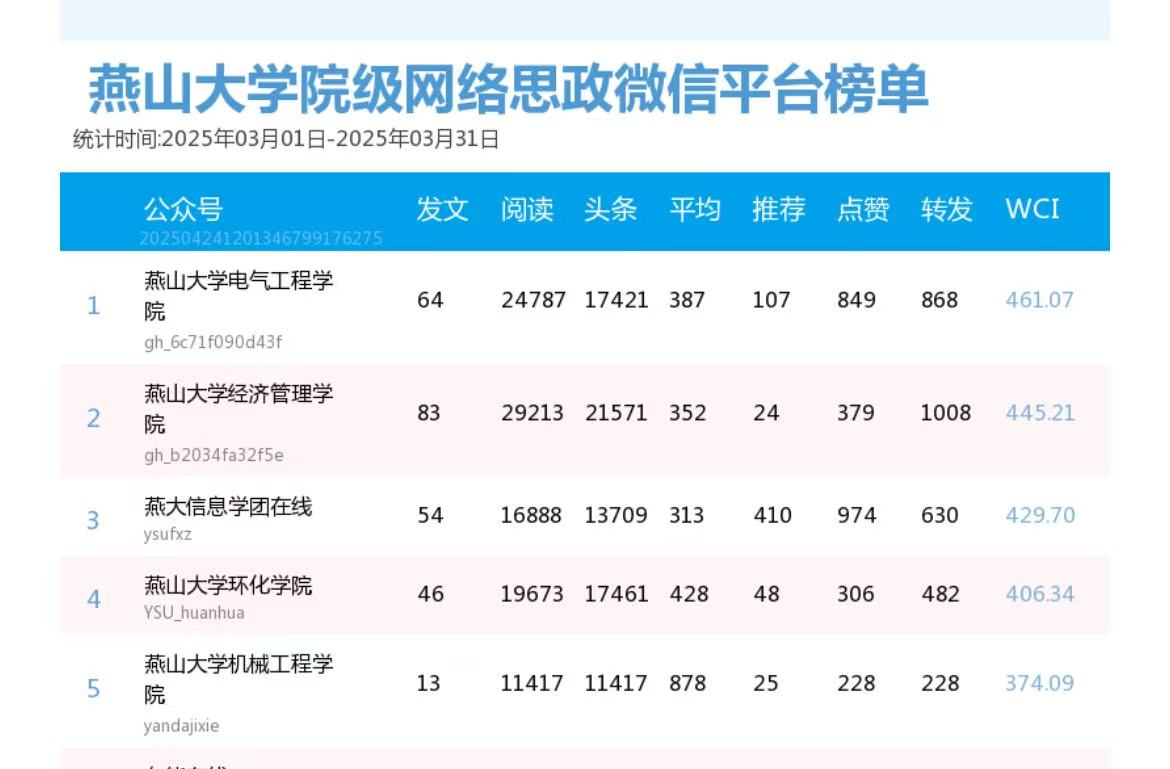 燕山大学院级网络思政微信平台榜单
统计时间:2025年03月01日-2025年03月31日
公众号 发文 阅读 头条 平均 推荐 点赞 转发 WCI
20250424120134679917​6275
燕山大学电气工程学
1 64 24787 17421 387 107 849 868 461.07
院
gh_6c71f090d43f
燕山大学经济管理学
2 83 29213 21571 352 24 379 1008 445.21
院
gh_b2034fa32f5e
3 燕大信息学团在线 54 16888 13709 313 410 974 630 429.70
ysufxz
4 燕山大学环化学院 46 19673 17461 428 48 306 482 406.34
YSU_huanhua
燕山大学机械工程学
5 13 11417 11417 878 25 228 228 374.09
院
yandajixie